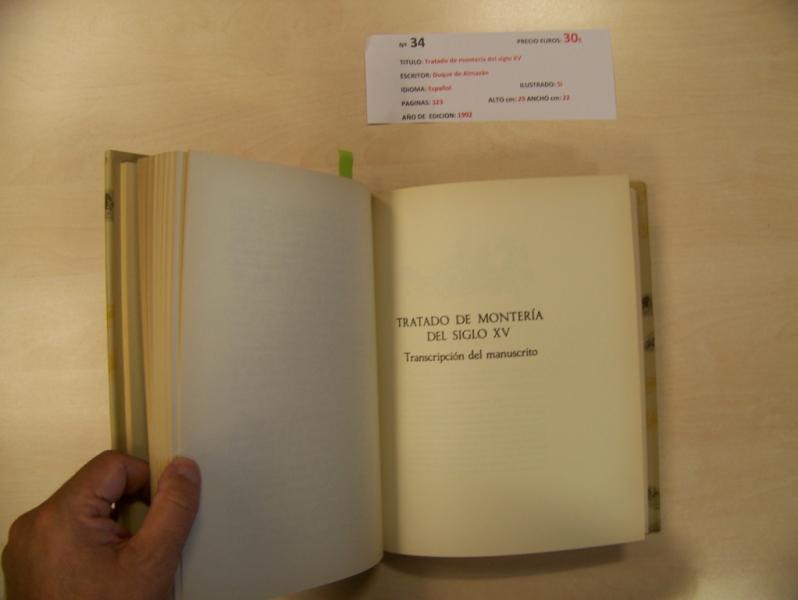 Nº 34 PRECIO EUROS: 30€
TITULO: Tratado de montería del siglo XV
ESCRITOR: Duque de Almazán
IDIOMA: Español ILUSTRADO: SI
PAGINAS: 323 ALTO cm: 25 ANCHO cm: 22
AÑO DE EDICION: 1992
TRATADO DE MONTERÍA
DEL SIGLO XV
Transcripción del manuscrito